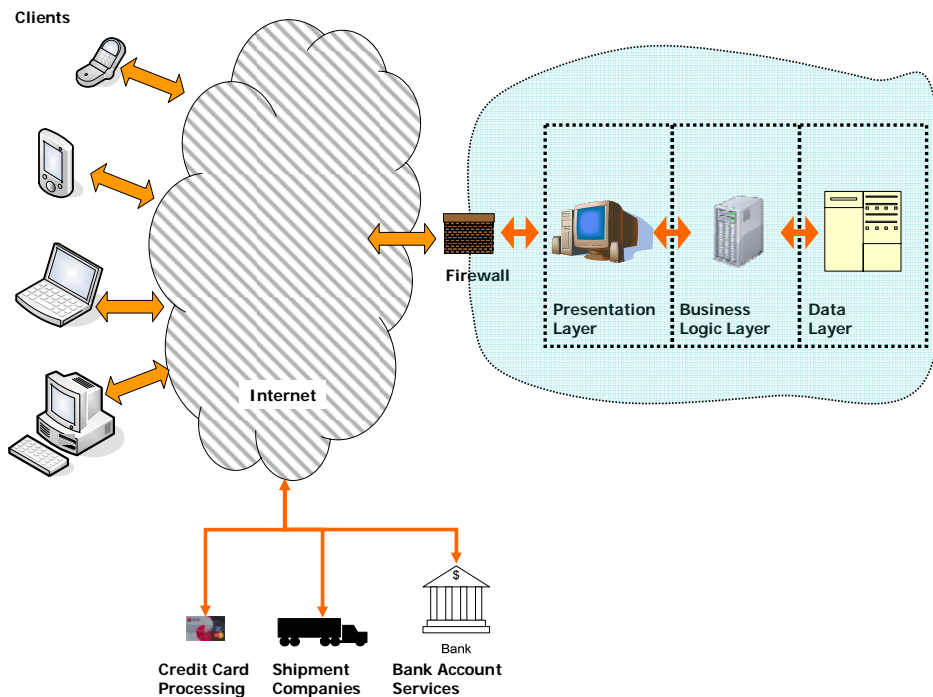 Clients
Internet
Firewall
Presentation
Layer
Business
Logic Layer
Data
Layer
$
Bank
Credit Card
Processing
Shipment
Companies
Bank Account
Services